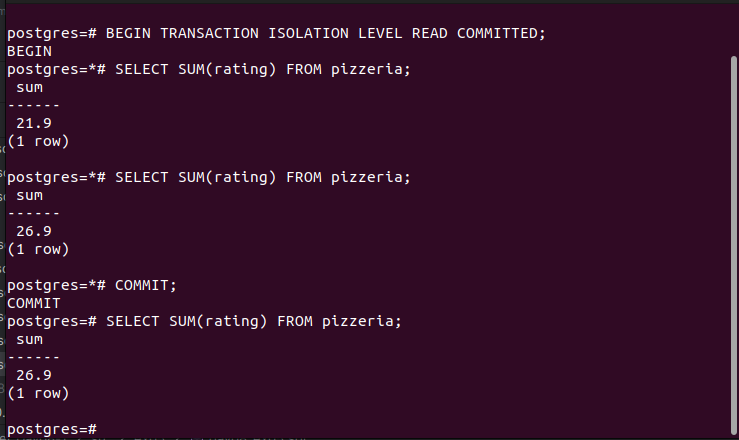 postgres=# BEGIN TRANSACTION ISOLATION LEVEL READ COMMITTED;
BEGIN
postgres=*# SELECT SUM(rating) FROM pizzeria;
 sum
------
 21.9
(1 row)

postgres=*# SELECT SUM(rating) FROM pizzeria;
 sum
------
 26.9
(1 row)

postgres=*# COMMIT;
COMMIT
postgres=# SELECT SUM(rating) FROM pizzeria;
 sum
------
 26.9
(1 row)

postgres=#